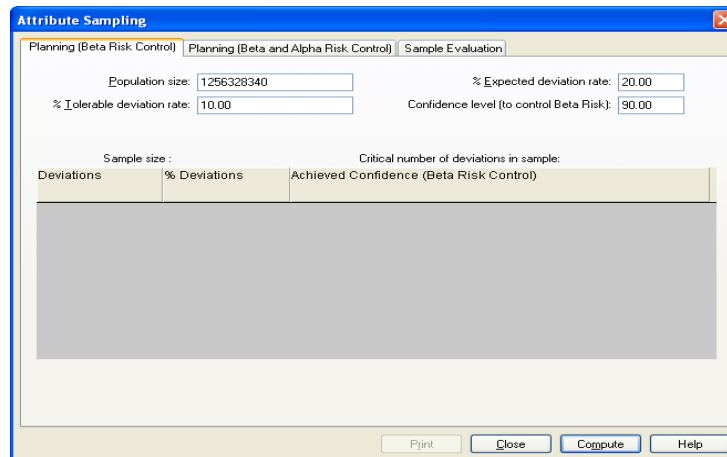 Attribute Sampling
Planning (Beta Risk Control) Planning (Beta and Alpha Risk Control) Sample Evaluation
Population size: 1256328340 % Expected deviation rate: 20.00
% Tolerable deviation rate: 10.00 Confidence level (to control Beta Risk): 90.00
Sample size : Critical number of deviations in sample:
Deviations % Deviations Achieved Confidence (Beta Risk Control)
Print Close Compute Help